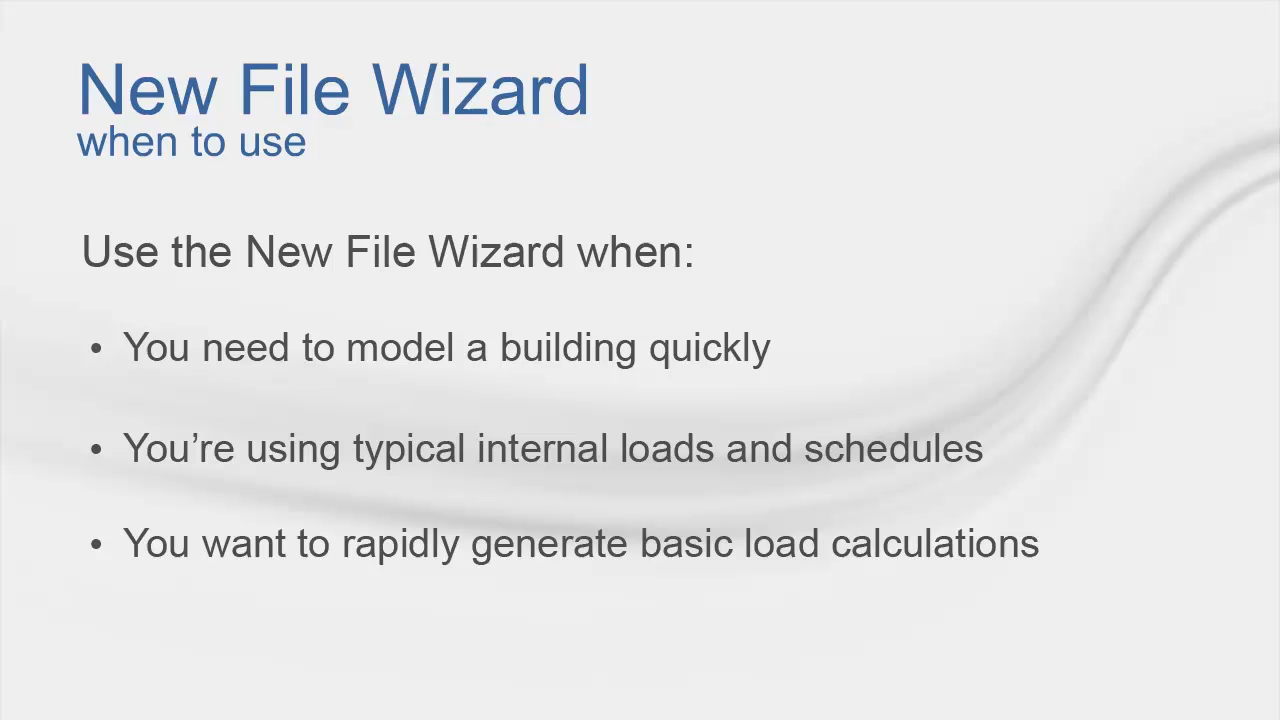 New File Wizard
when to use
Use the New File Wizard when:
• You need to model a building quickly
• You’re using typical internal loads and schedules
• You want to rapidly generate basic load calculations